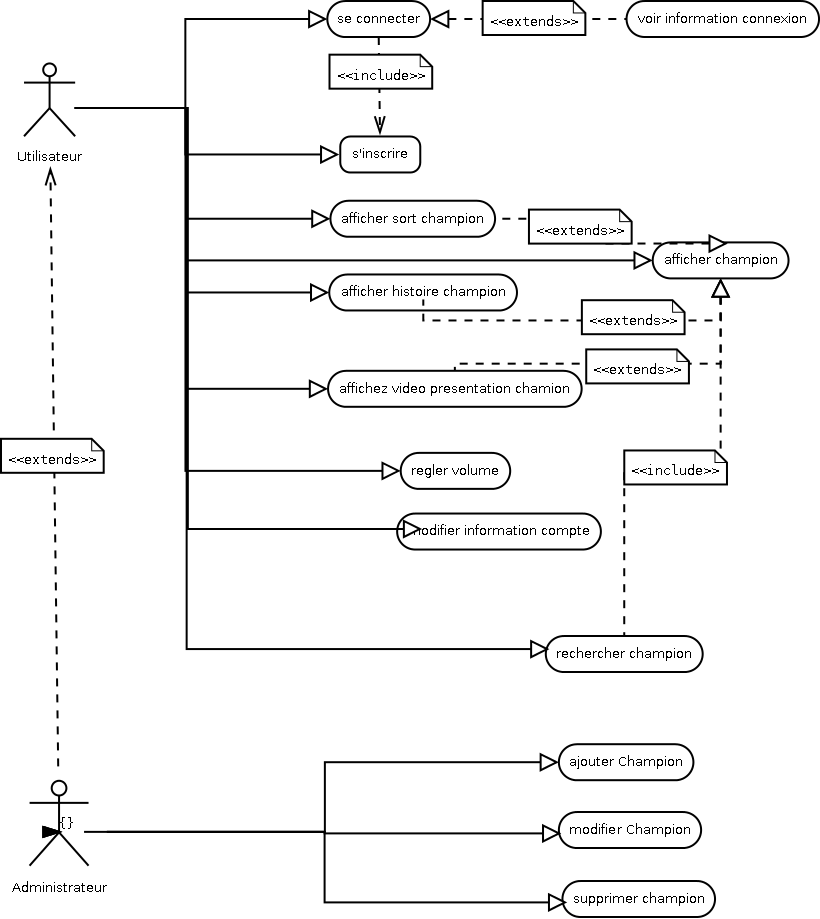 se connecter
<<extends>>
voir information connexion
<<include>>
Utilisateur
s'inscrire
afficher sort champion
<<extends>>
afficher champion
afficher histoire champion
<<extends>>
<<extends>>
affichez video presentation chamion
<<extends>>
regler volume
<<include>>
modifier information compte
rechercher champion
ajouter Champion
{}
modifier Champion
Administrateur
supprimer champion